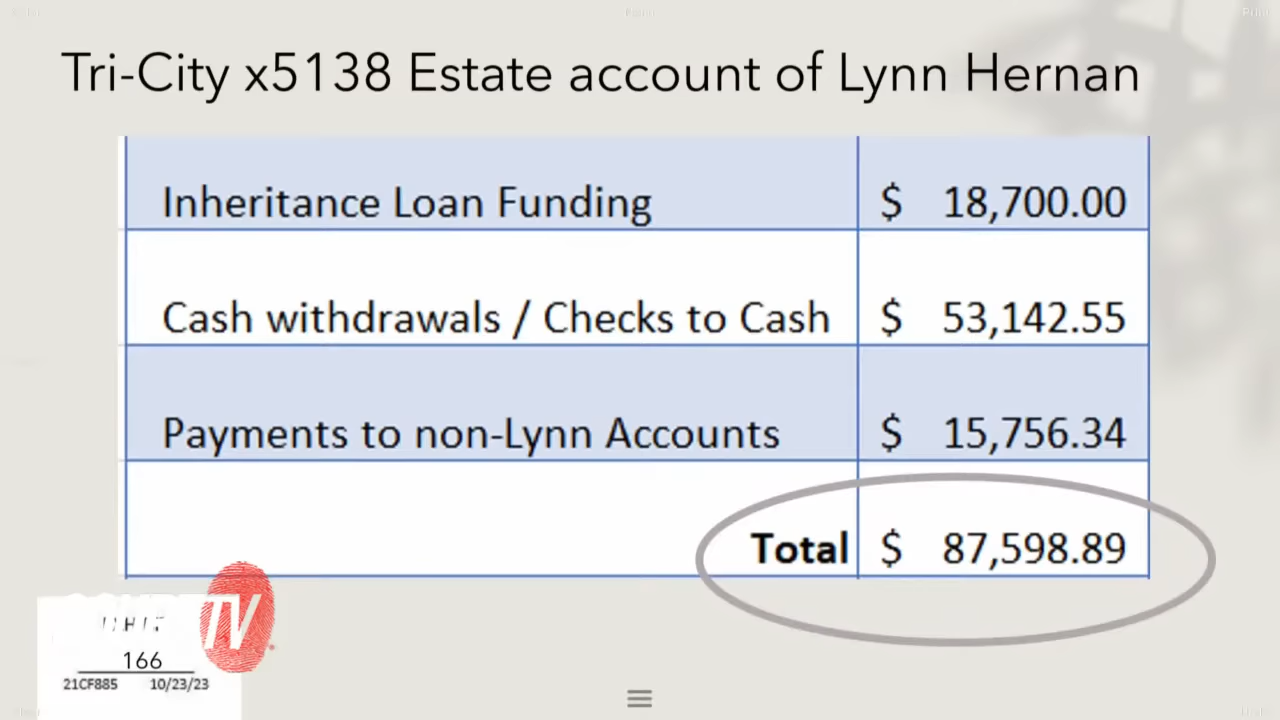 Tri-City x5138 Estate account of Lynn Hernan
Inheritance Loan Funding $ 18,700.00
Cash withdrawals / Checks to Cash $ 53,142.55
Payments to non-Lynn Accounts $ 15,756.34
Total $ 87,598.89
TV
166
21CF885 10/23/23